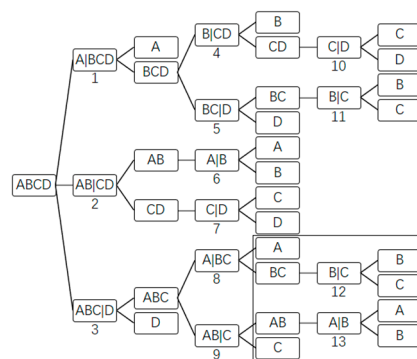 ABCD
A|BCD
1
AB|CD
2
ABC|D
3
A
BCD
AB
CD
ABC
D
B|CD
4
BC|D
5
A|B
6
C|D
7
A|BC
8
AB|C
9
B
CD
BC
D
A
B
C
D
A
BC
AB
C
C|D
10
B|C
11
B|C
12
A|B
13
C
D
B
C
B
C
A
B